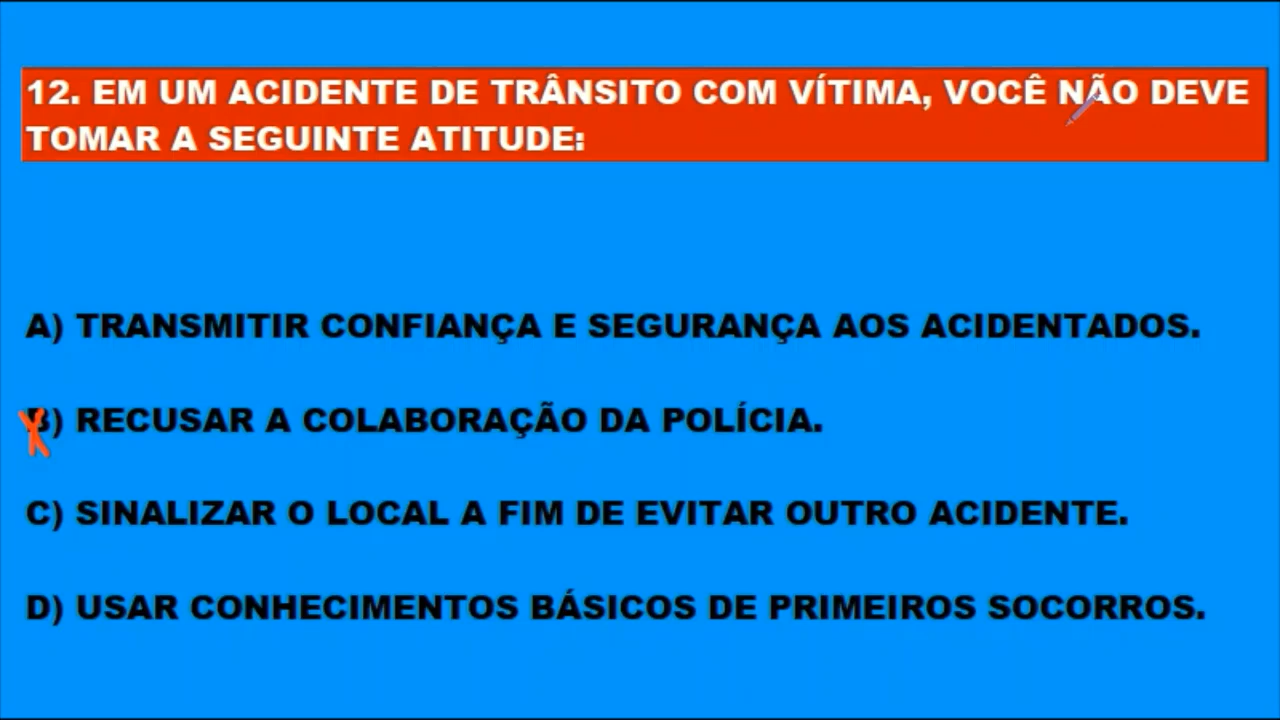 12. EM UM ACIDENTE DE TRÂNSITO COM VÍTIMA, VOCÊ NÃO DEVE
TOMAR A SEGUINTE ATITUDE:
A) TRANSMITIR CONFIANÇA E SEGURANÇA AOS ACIDENTADOS.
B) RECUSAR A COLABORAÇÃO DA POLÍCIA.
C) SINALIZAR O LOCAL A FIM DE EVITAR OUTRO ACIDENTE.
D) USAR CONHECIMENTOS BÁSICOS DE PRIMEIROS SOCORROS.